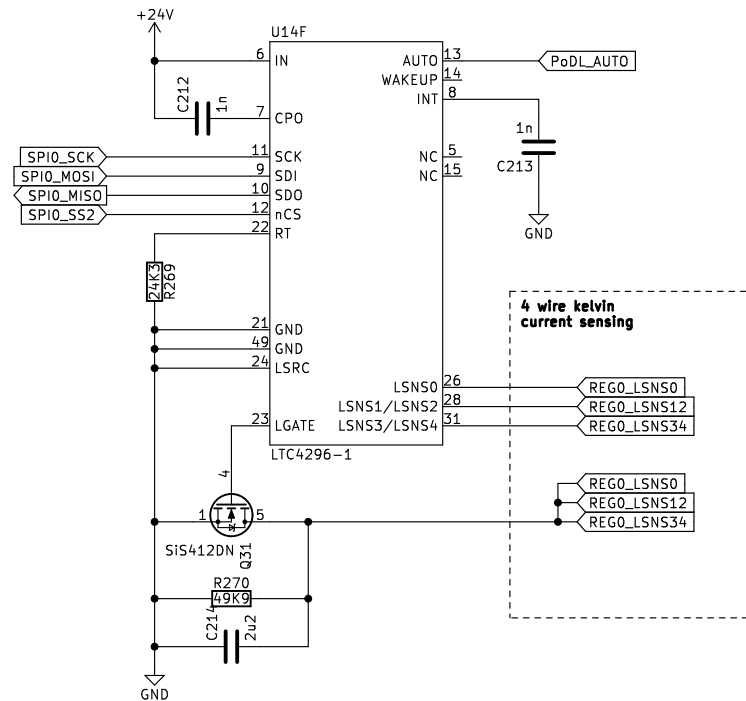 +24V
U14F
6 IN
AUTO 13
PoDL_AUTO
WAKEUP 14
C212
1n
7 CPO
INT 8
1n
C213
GND
SPI0_SCK 11 SCK
SPI0_MOSI 9 SDI
SPI0_MISO 10 SDO
SPI0_SS2 12 nCS
NC 5
NC 15
22 RT
24K3
R269
21 GND
49 GND
24 LSRC
4 wire kelvin
current sensing
LSNS0 26 REG0_LSNS0
LSNS1/LSNS2 28 REG0_LSNS12
LSNS3/LSNS4 31 REG0_LSNS34
23 LGATE
LTC4296-1
4
1
5
SiS412DN
Q31
REG0_LSNS0
REG0_LSNS12
REG0_LSNS34
R270
49K9
C214
2u2
GND